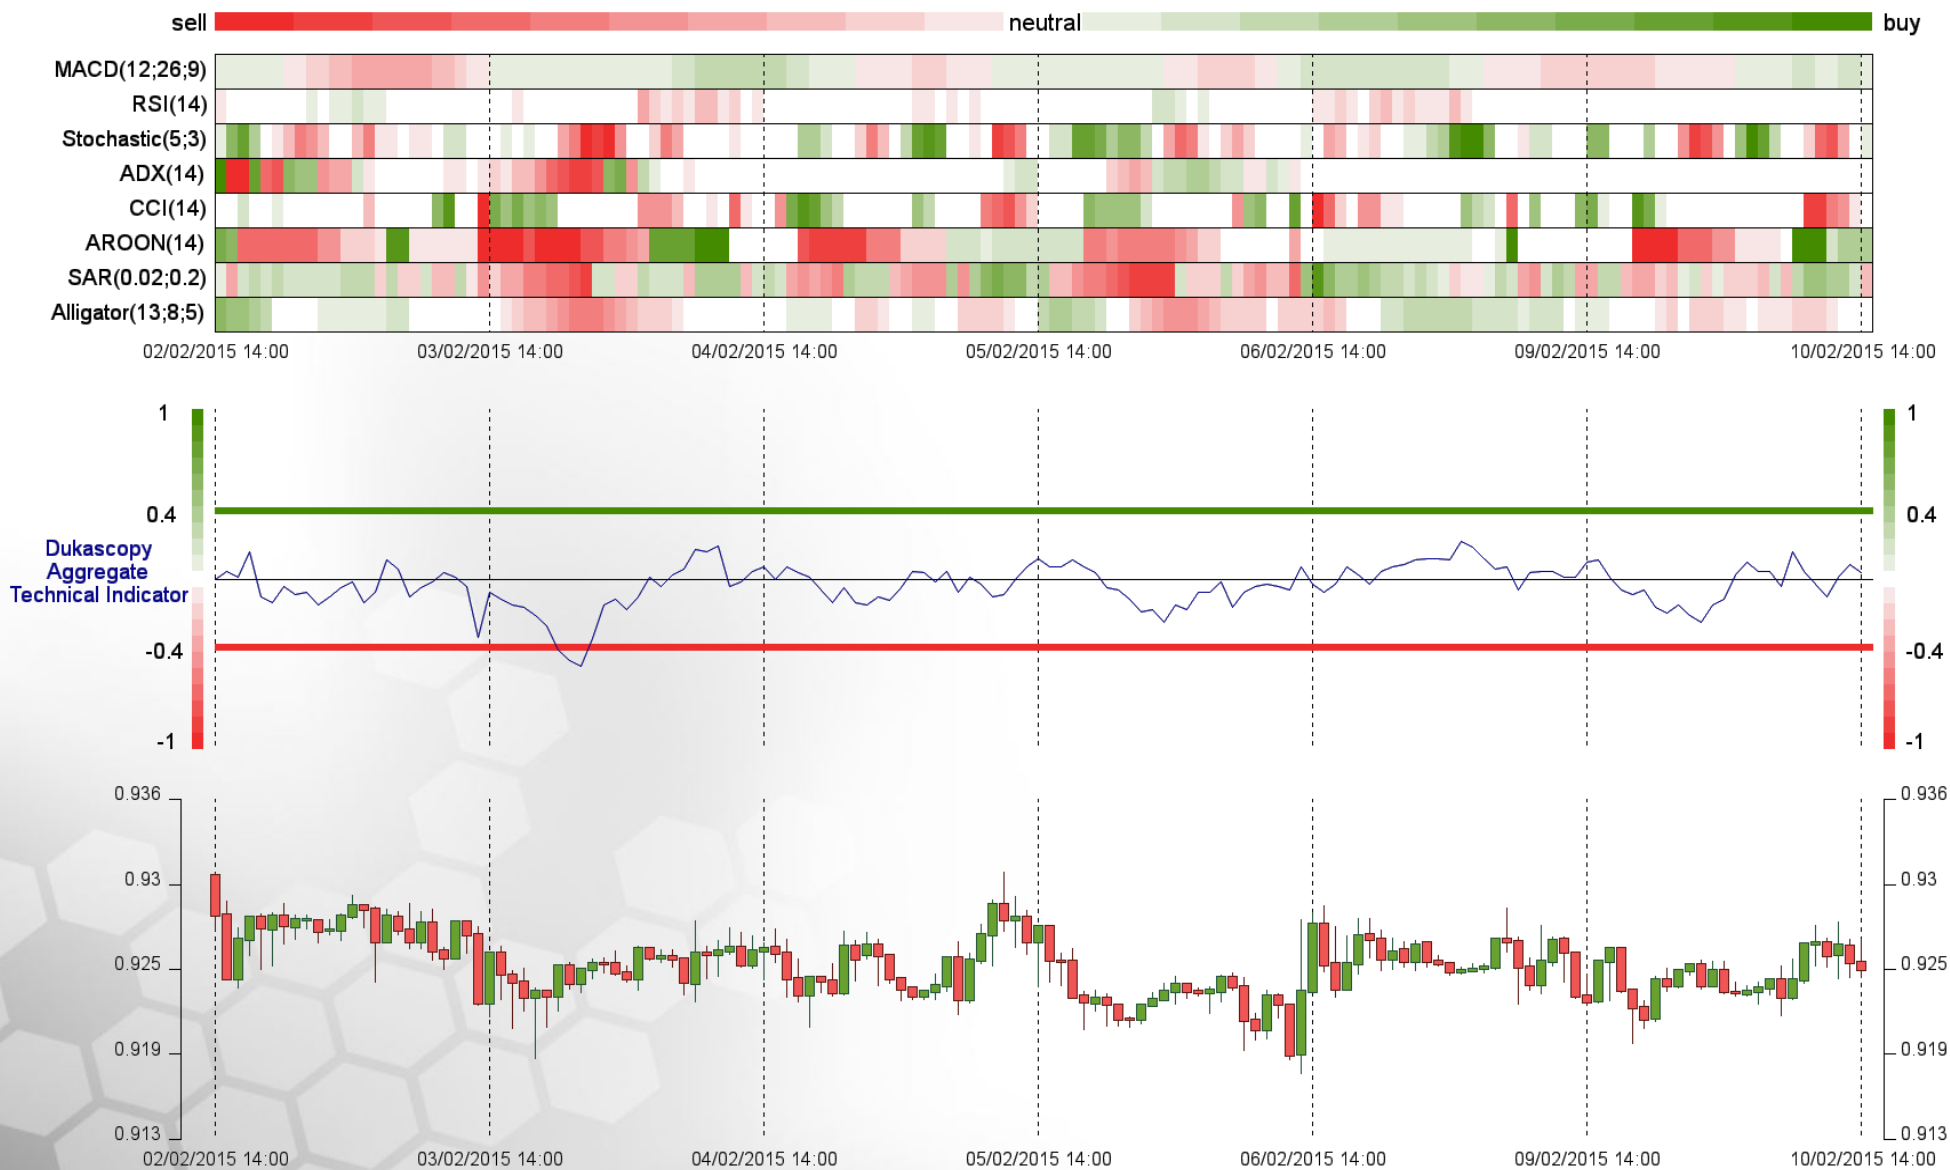 sell neutral buy
MACD(12;26;9)
RSI(14)
Stochastic(5;3)
ADX(14)
CCI(14)
AROON(14)
SAR(0.02;0.2)
Alligator(13;8;5)
02/02/2015 14:00 03/02/2015 14:00 04/02/2015 14:00 05/02/2015 14:00 06/02/2015 14:00 09/02/2015 14:00 10/02/2015 14:00
1 1
0.4 0.4
Dukascopy
Aggregate
Technical Indicator
-0.4 -0.4
-1 -1
0.936 0.936
0.93 0.93
0.925 0.925
0.919 0.919
0.913 0.913
02/02/2015 14:00 03/02/2015 14:00 04/02/2015 14:00 05/02/2015 14:00 06/02/2015 14:00 09/02/2015 14:00 10/02/2015 14:00